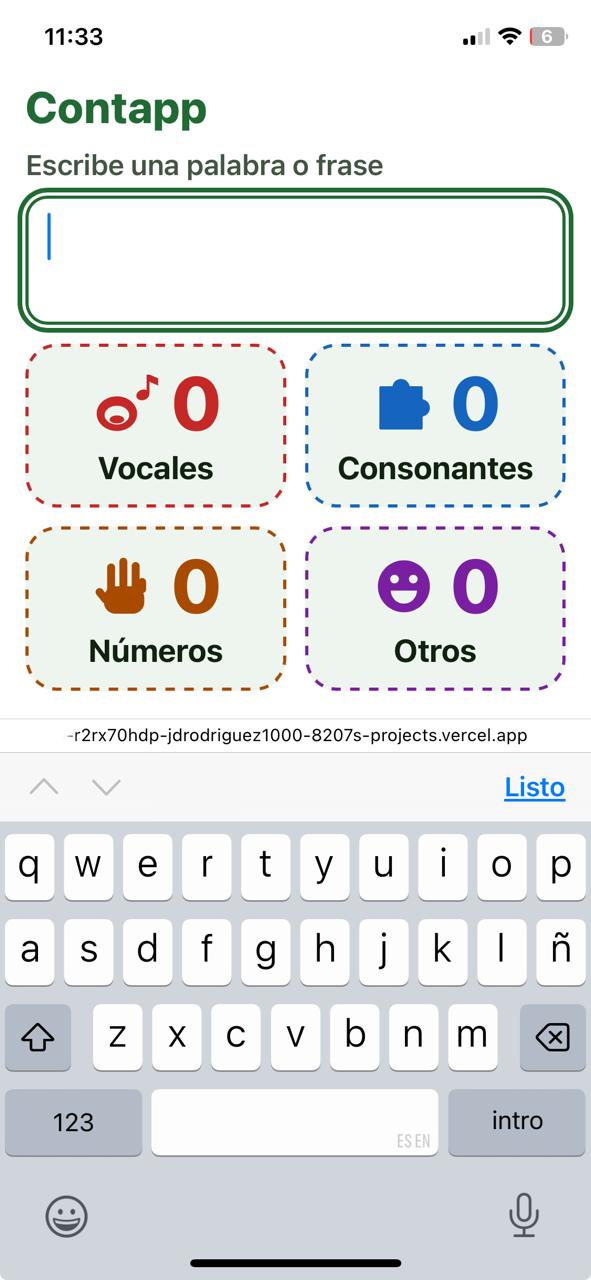 11:33
6
Contapp
Escribe una palabra o frase
0
Vocales
0
Consonantes
0
Números
0
Otros
-r2rx70hdp-jdrodriguez1000-8207s-projects.vercel.app
Listo
q w e r t y u i o p
a s d f g h j k l ñ
z x c v b n m
123
ES EN
intro